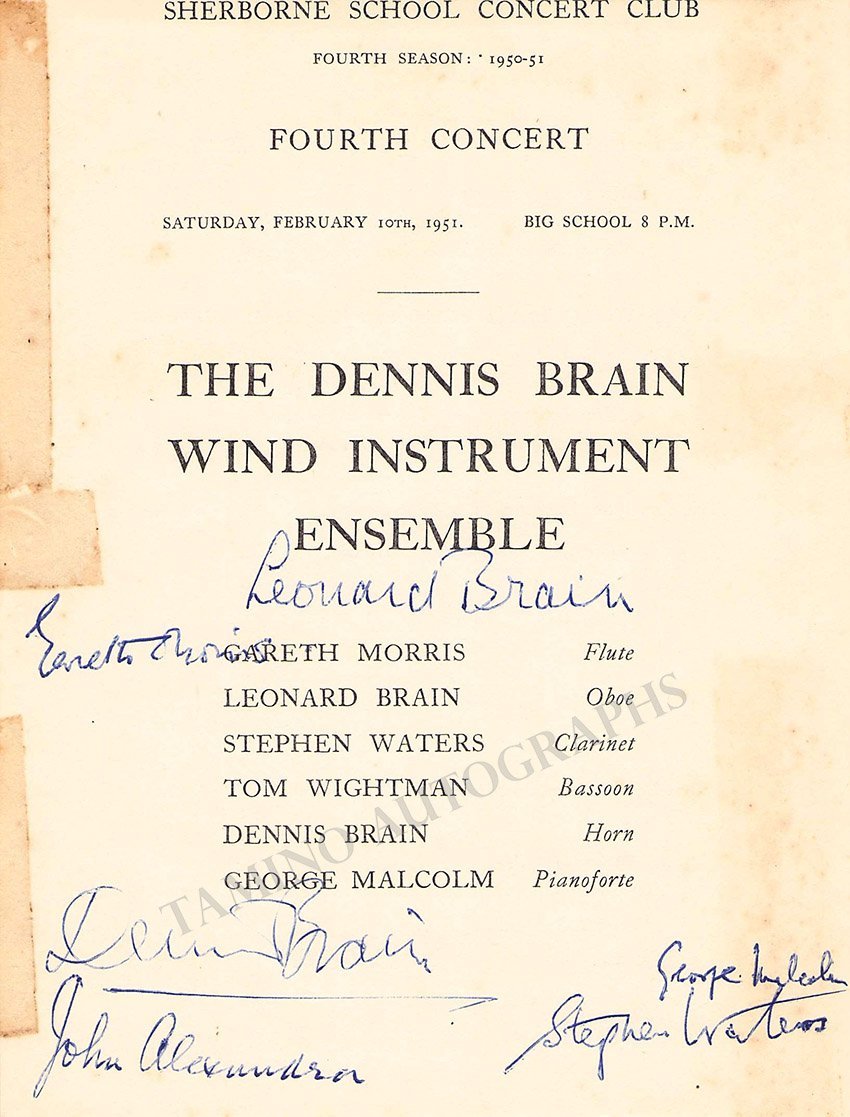 SHERBORNE SCHOOL CONCERT CLUB
FOURTH SEASON: 1950-51
FOURTH CONCERT
SATURDAY, FEBRUARY 10TH, 1951. BIG SCHOOL 8 P.M.
THE DENNIS BRAIN
WIND INSTRUMENT
ENSEMBLE
Leonard Brain
Gareth Morris
GARETH MORRIS Flute
LEONARD BRAIN Oboe
STEPHEN WATERS Clarinet
TOM WIGHTMAN Bassoon
DENNIS BRAIN Horn
GEORGE MALCOLM Pianoforte
TAMINO AUTOGRAPHS
Dennis Brain
George Malcolm
John Alexandra
Stephen Waters